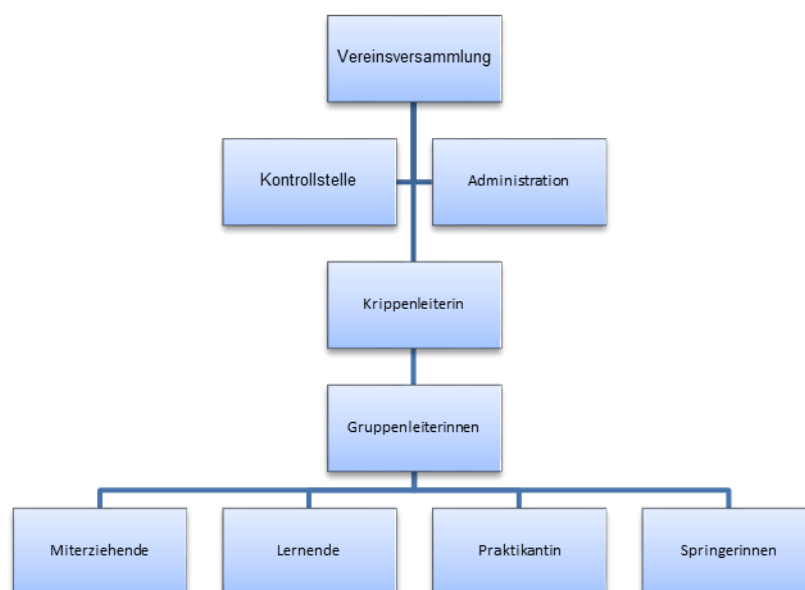 Vereinsversammlung
Kontrollstelle
Administration
Krippenleiterin
Gruppenleiterinnen
Miterziehende
Lernende
Praktikantin
Springerinnen